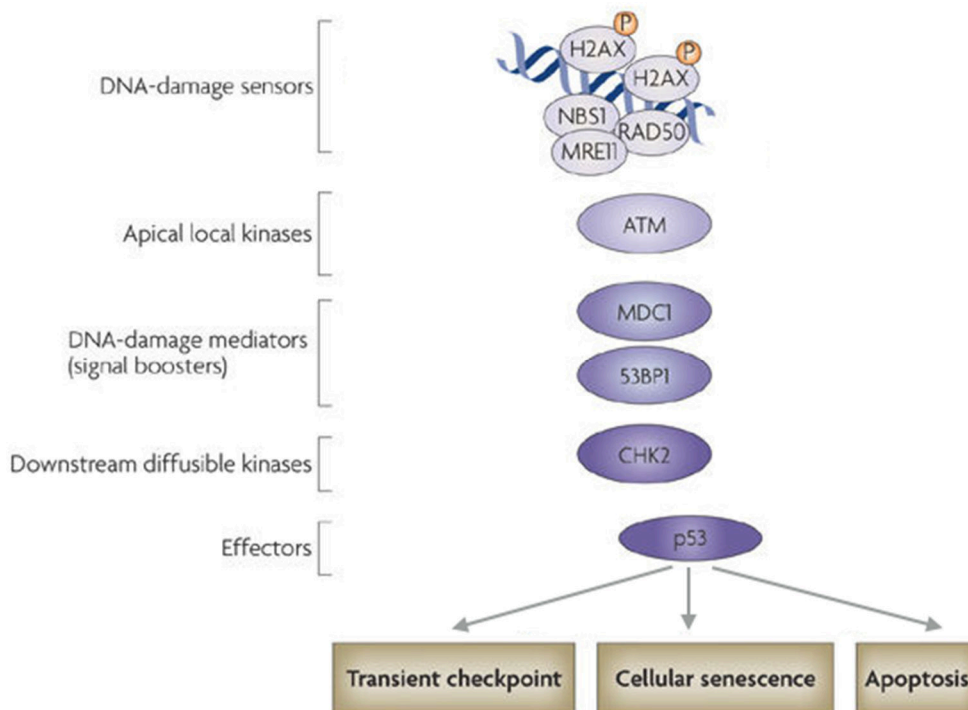 P
H2AX
P
H2AX
DNA-damage sensors
NBS1
RAD50
MRE11
ATM
Apical local kinases
MDC1
DNA-damage mediators
(signal boosters)
53BP1
CHK2
Downstream diffusible kinases
p53
Effectors
Transient checkpoint
Cellular senescence
Apoptosis